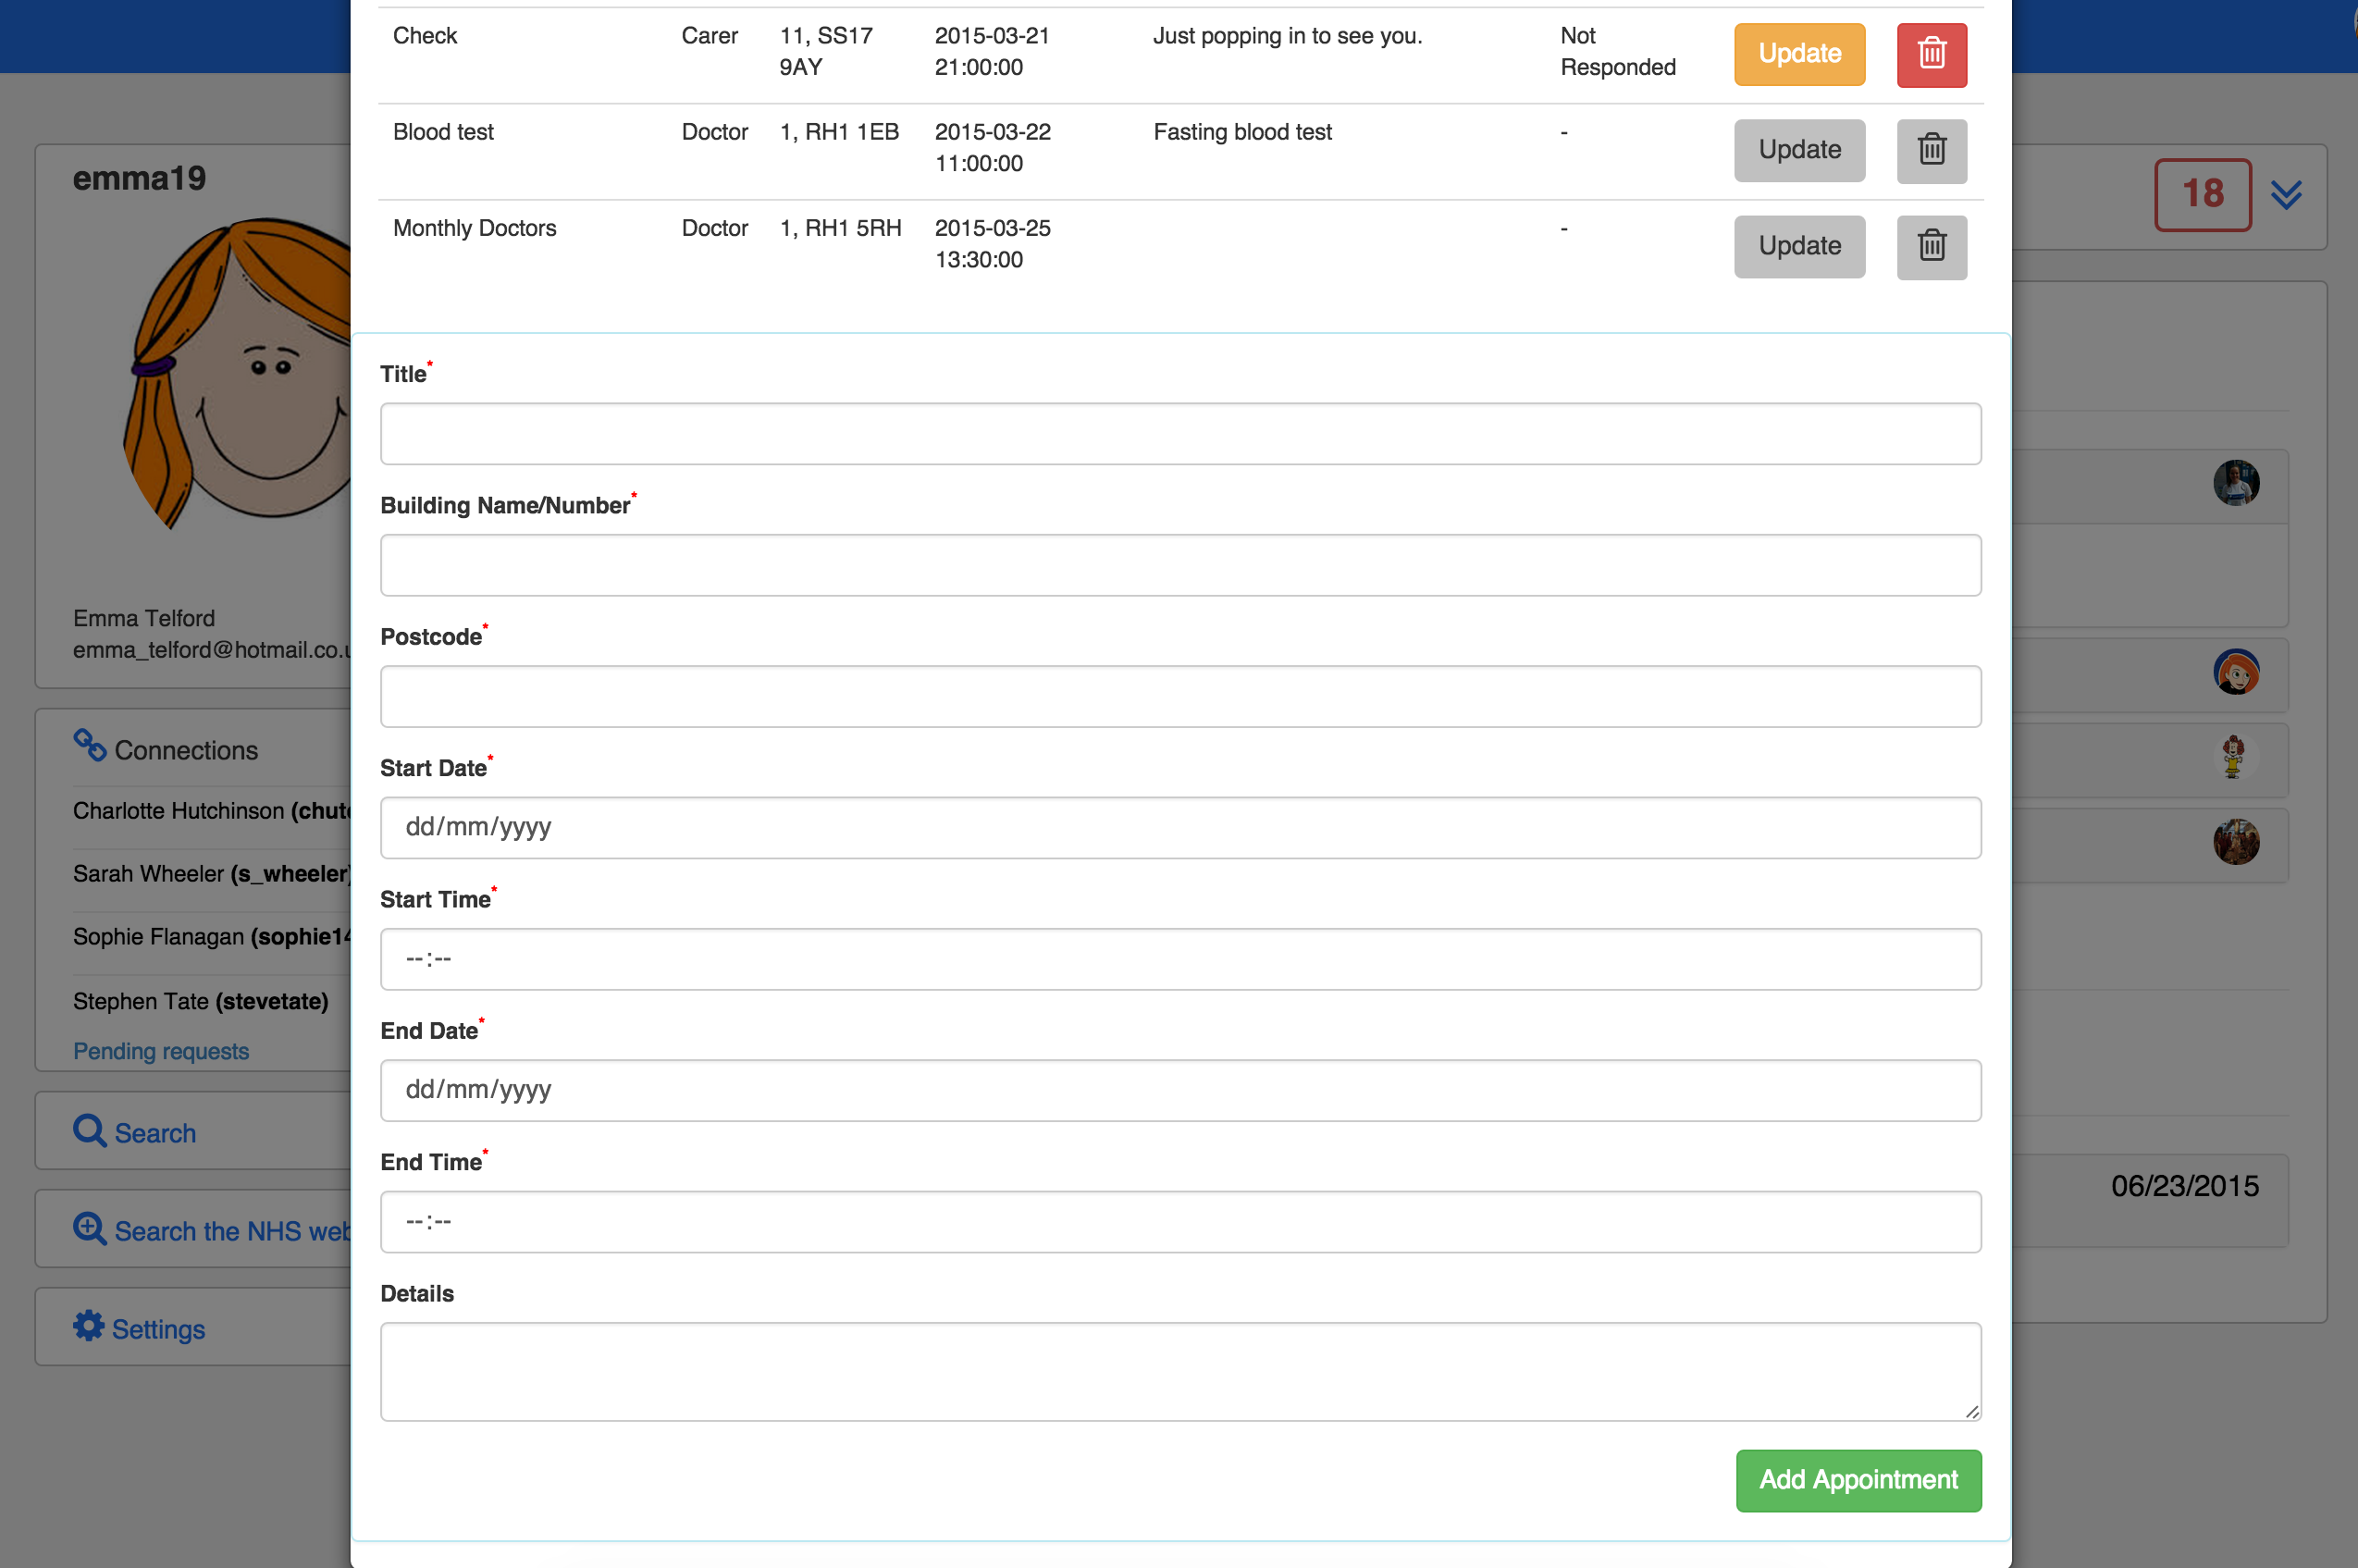 Check Carer 11, SS17 2015-03-21 Just popping in to see you. Not Update
9AY 21:00:00 Responded
Blood test Doctor 1, RH1 1EB 2015-03-22 Fasting blood test - Update
11:00:00
Monthly Doctors Doctor 1, RH1 5RH 2015-03-25 - Update
13:30:00
emma19
18
Emma Telford
emma_telford@hotmail.co.u
Connections
Charlotte Hutchinson (chutc
Sarah Wheeler (s_wheeler)
Sophie Flanagan (sophie14
Stephen Tate (stevetate)
Pending requests
Search
Search the NHS web
Settings
Title*
Building Name/Number*
Postcode*
Start Date*
dd/mm/yyyy
Start Time*
--:--
End Date*
dd/mm/yyyy
End Time*
--:--
Details
Add Appointment
06/23/2015